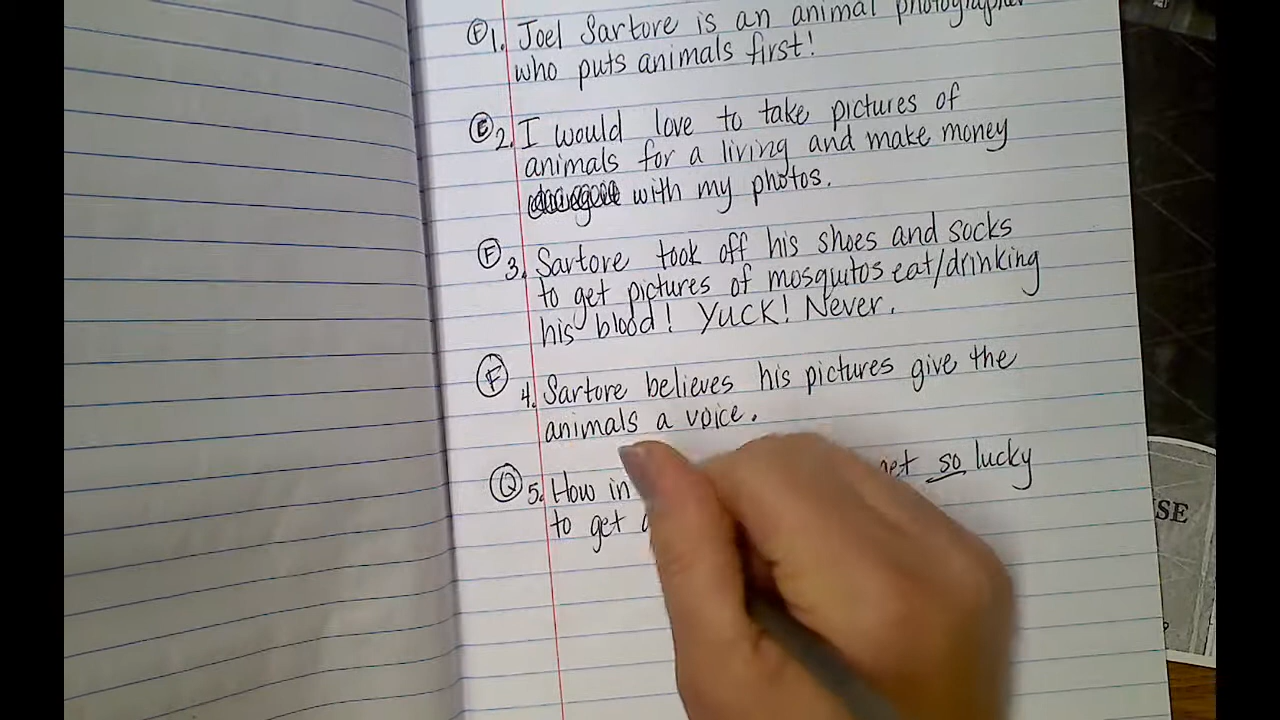 Ⓕ1. Joel Sartore is an animal photographer
who puts animals first!
Ⓔ2. I would love to take pictures of
animals for a living and make money
with my photos.
Ⓕ3. Sartore took off his shoes and socks
to get pictures of mosquitos eat/drinking
his blood! Yuck! Never.
Ⓕ4. Sartore believes his pictures give the
animals a voice.
Ⓠ5. How in so lucky
to get
SE